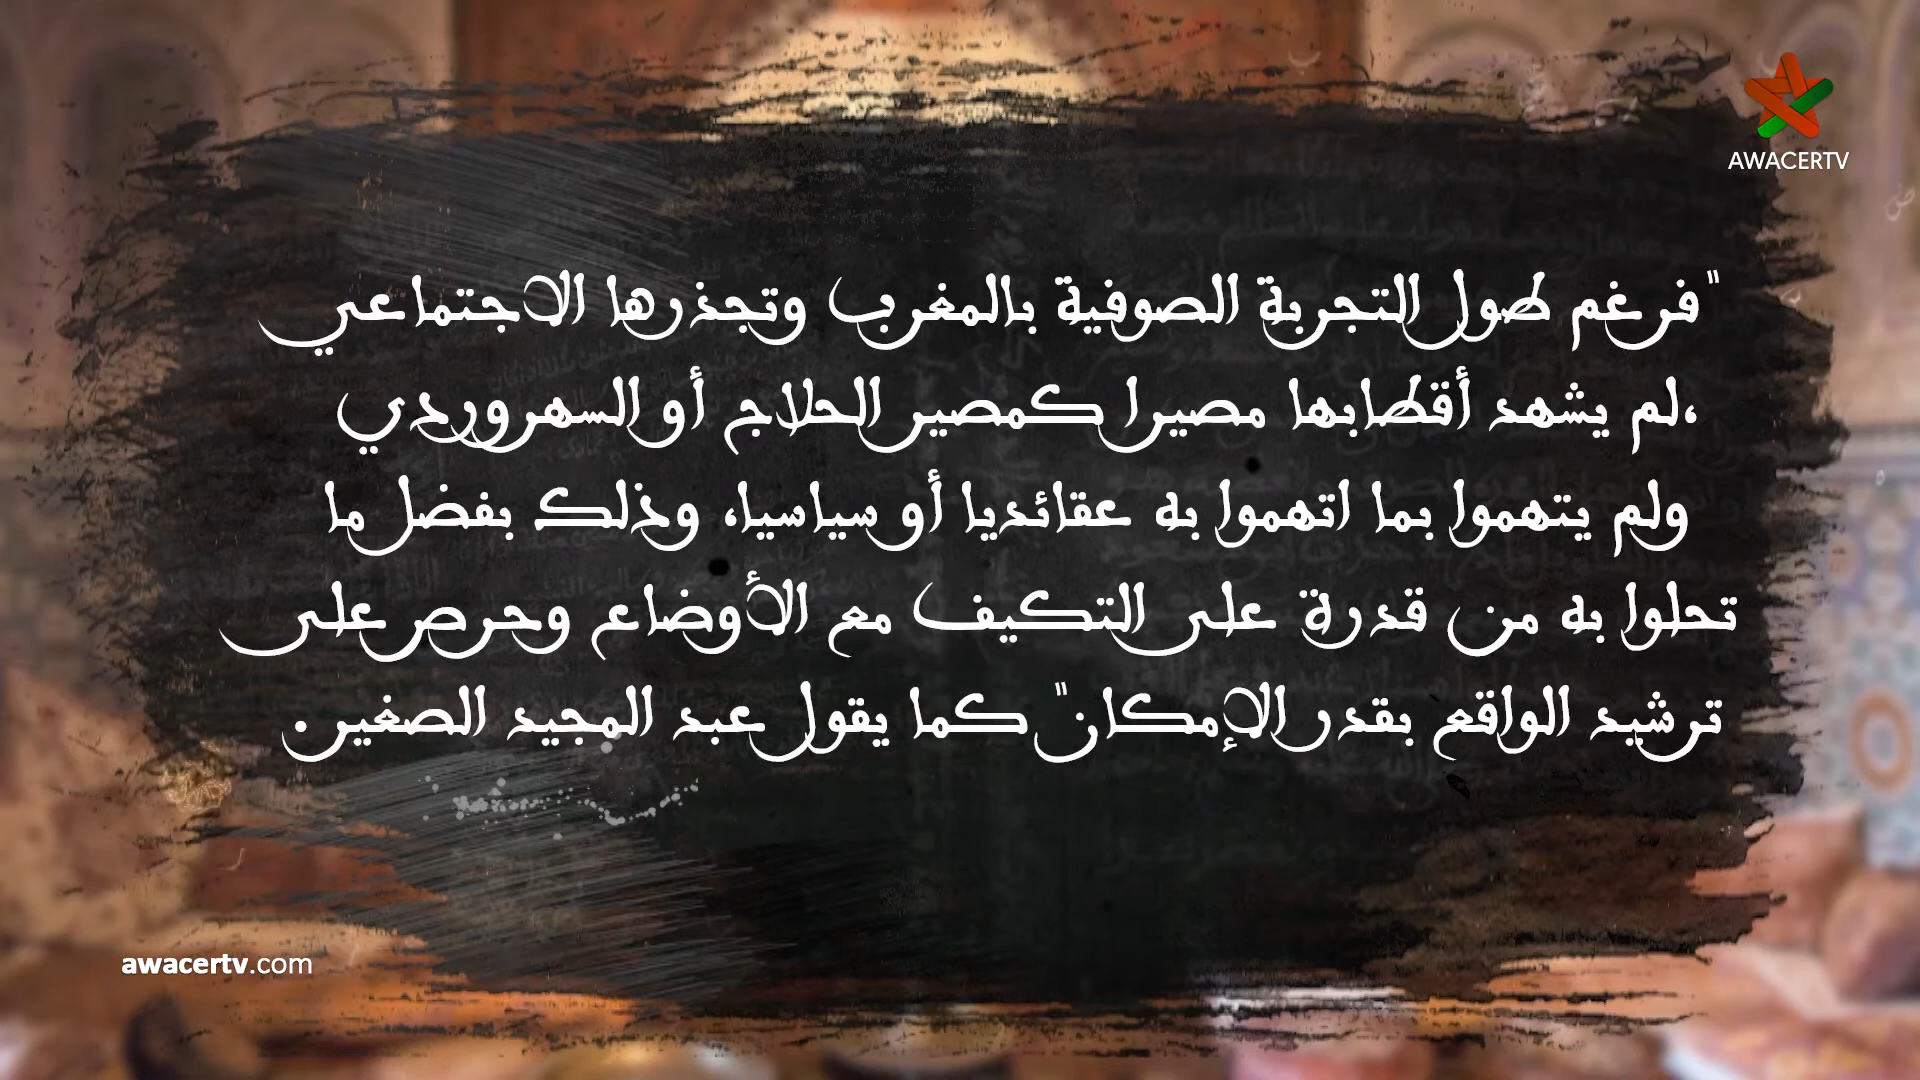 AWACERTV
"فرغم طول التجربة الصوفية بالمغرب وتجذرها الاجتماعي
،لم يشهد أقطابها مصيرا كمصير الحلاج أو السهروردي
ولم يتهموا بما اتهموا به عقائديا أو سياسيا، وذلك بفضل ما
تحلوا به من قدرة على التكيف مع الأوضاع وحرص على
ترشيد الواقع بقدر الإمكان" كما يقول عبد المجيد الصغير.
awacertv.com